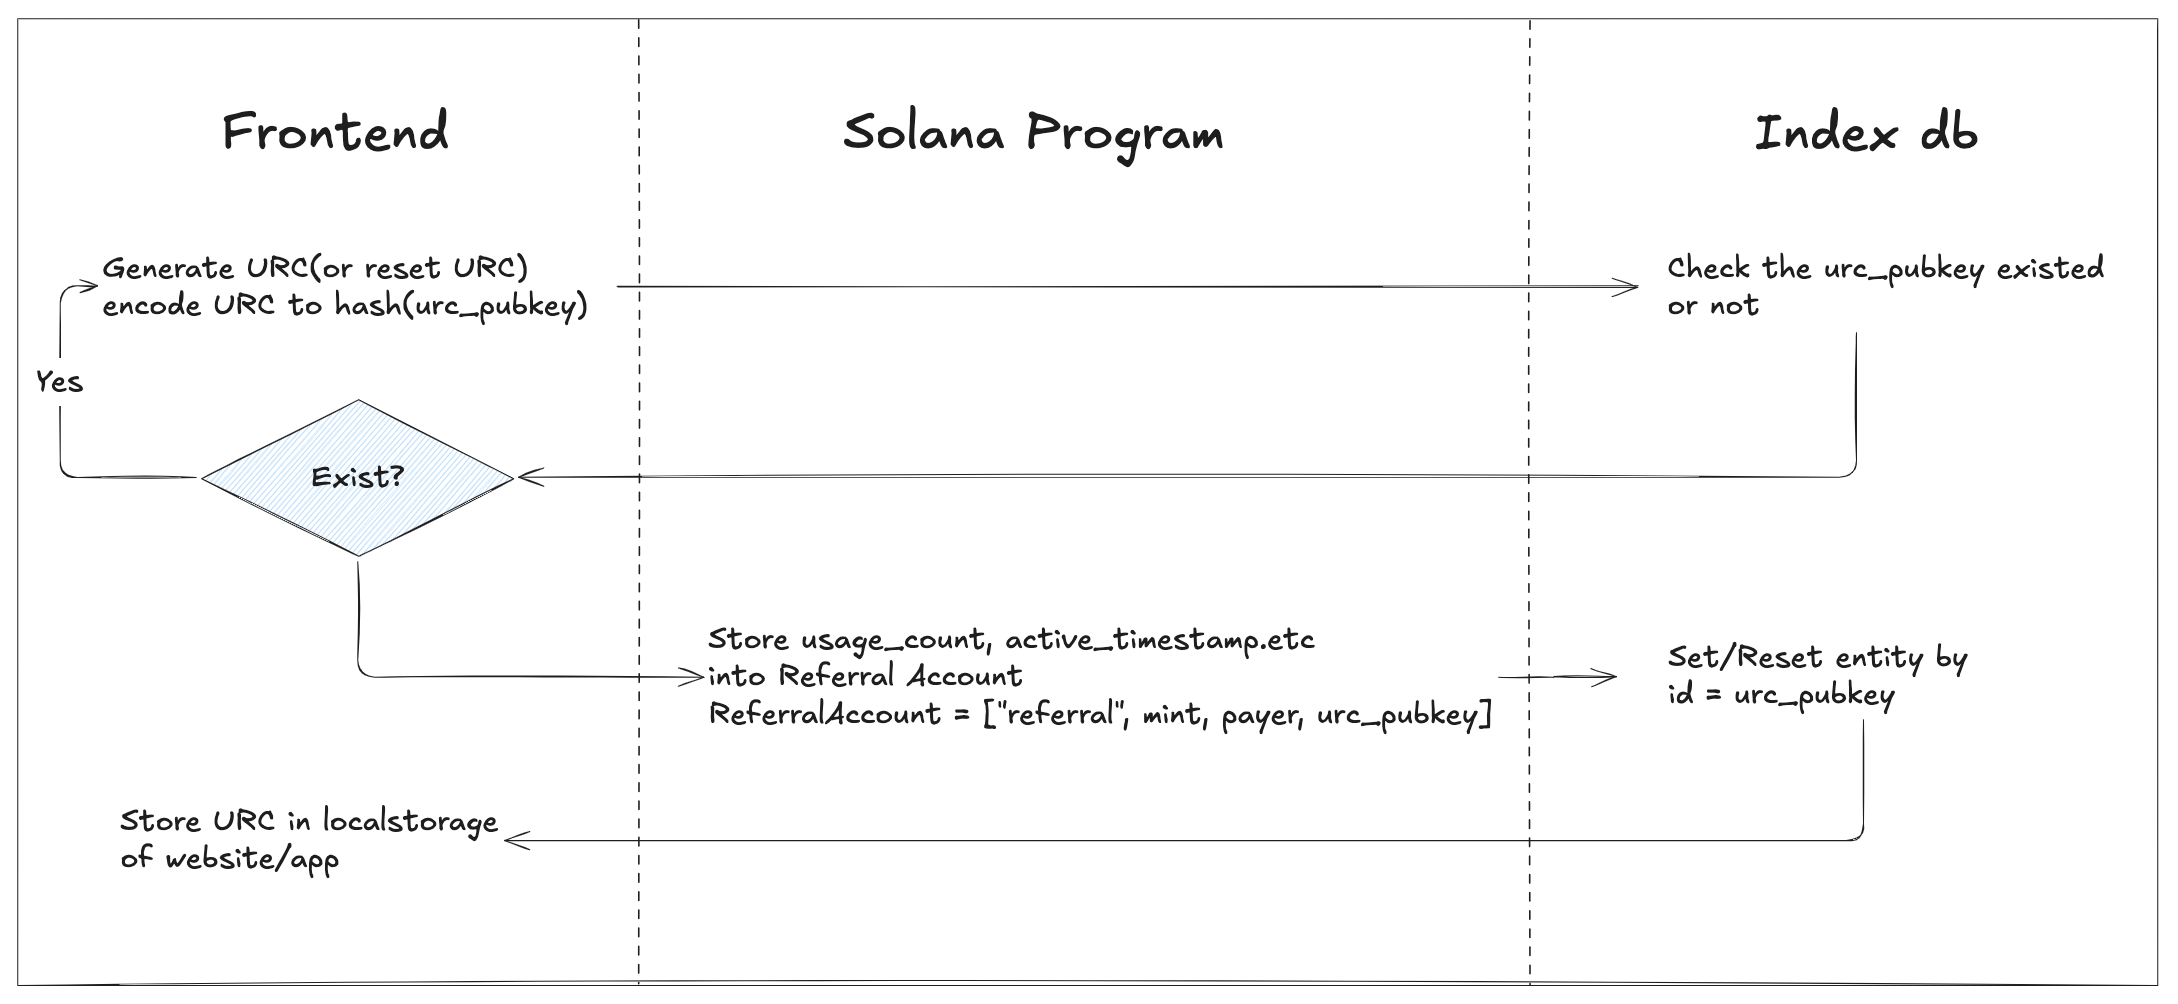 Frontend
Solana Program
Index db
Generate URC(or reset URC)
encode URC to hash(urc_pubkey)
Check the urc_pubkey existed
or not
Yes
Exist?
Store usage_count, active_timestamp.etc
into Referral Account
ReferralAccount = ["referral", mint, payer, urc_pubkey]
Set/Reset entity by
id = urc_pubkey
Store URC in localstorage
of website/app